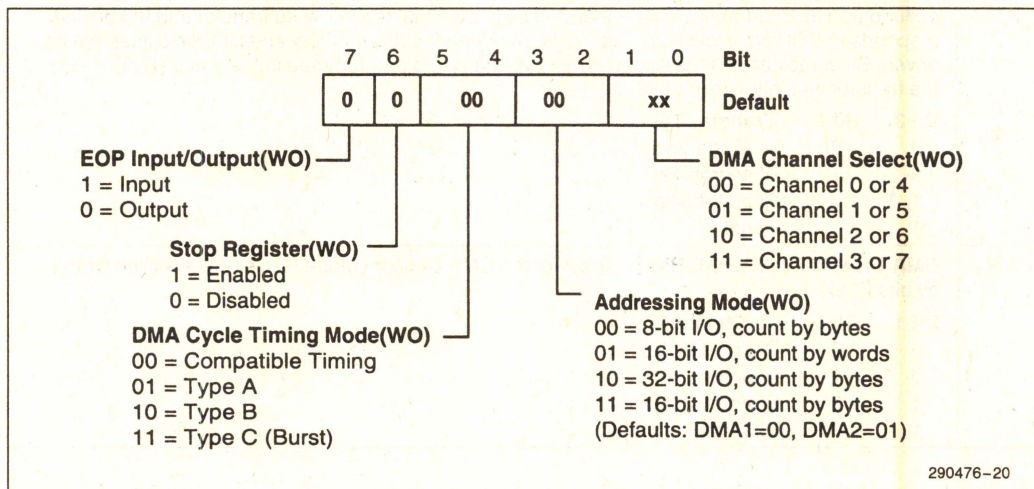 7 6 5 4 3 2 1 0 Bit
0 0 00 00 xx Default
EOP Input/Output(WO)
1 = Input
0 = Output
Stop Register(WO)
1 = Enabled
0 = Disabled
DMA Cycle Timing Mode(WO)
00 = Compatible Timing
01 = Type A
10 = Type B
11 = Type C (Burst)
DMA Channel Select(WO)
00 = Channel 0 or 4
01 = Channel 1 or 5
10 = Channel 2 or 6
11 = Channel 3 or 7
Addressing Mode(WO)
00 = 8-bit I/O, count by bytes
01 = 16-bit I/O, count by words
10 = 32-bit I/O, count by bytes
11 = 16-bit I/O, count by bytes
(Defaults: DMA1=00, DMA2=01)
290476-20